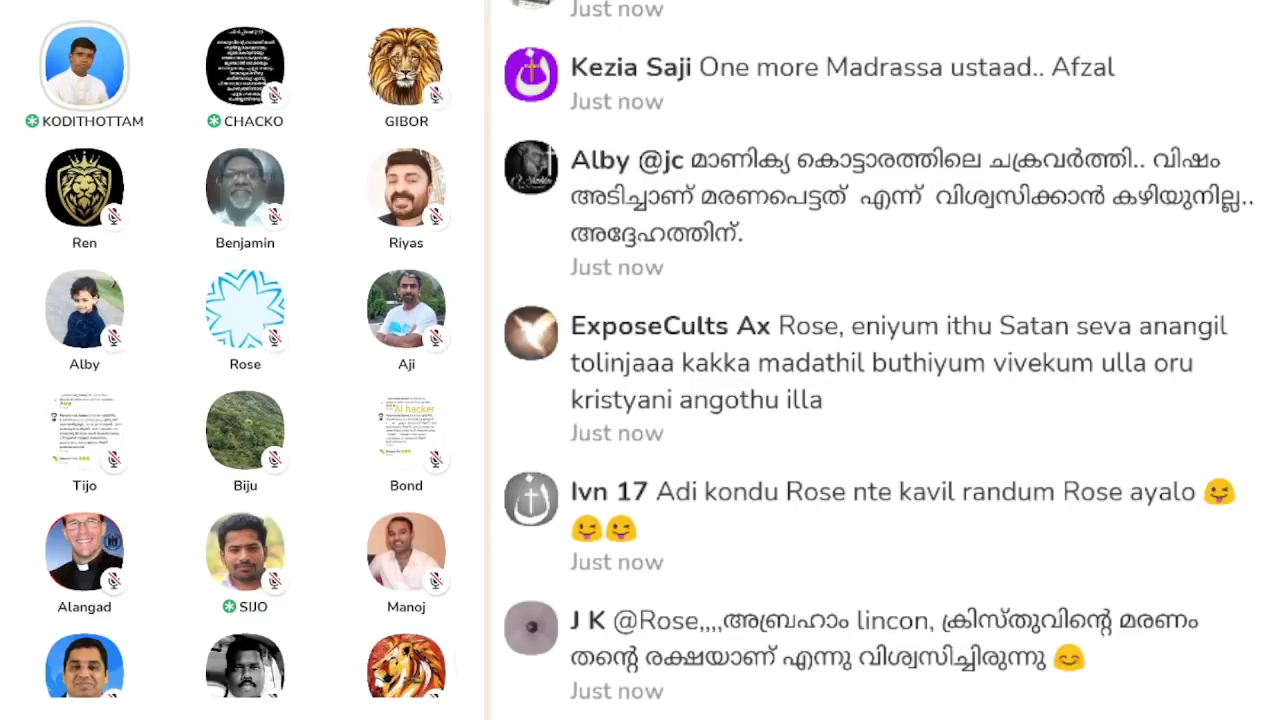 KODITHOTTAM
CHACKO
GIBOR
Ren
Benjamin
Riyas
Alby
Rose
Aji
AI hacker
Tijo
Biju
Bond
Alangad
SIJO
Manoj
Just now
Kezia Saji One more Madrassa ustaad.. Afzal
Just now
Alby @jc മാണിക്യ കൊട്ടാരത്തിലെ ചക്രവർത്തി.. വിഷം
അടിച്ചാണ് മരണപെട്ടത് എന്ന് വിശ്വസിക്കാൻ കഴിയുനില്ല..
അദ്ദേഹത്തിന്.
Just now
ExposeCults Ax Rose, eniyum ithu Satan seva anangil
tolinjaaa kakka madathil buthiyum vivekum ulla oru
kristyani angothu illa
Just now
Ivn 17 Adi kondu Rose nte kavil randum Rose ayalo 😜
😜😜
Just now
J K @Rose,,,,അബ്രഹാം lincon, ക്രിസ്തുവിന്റെ മരണം
തന്റെ രക്ഷയാണ് എന്നു വിശ്വസിച്ചിരുന്നു 😊
Just now